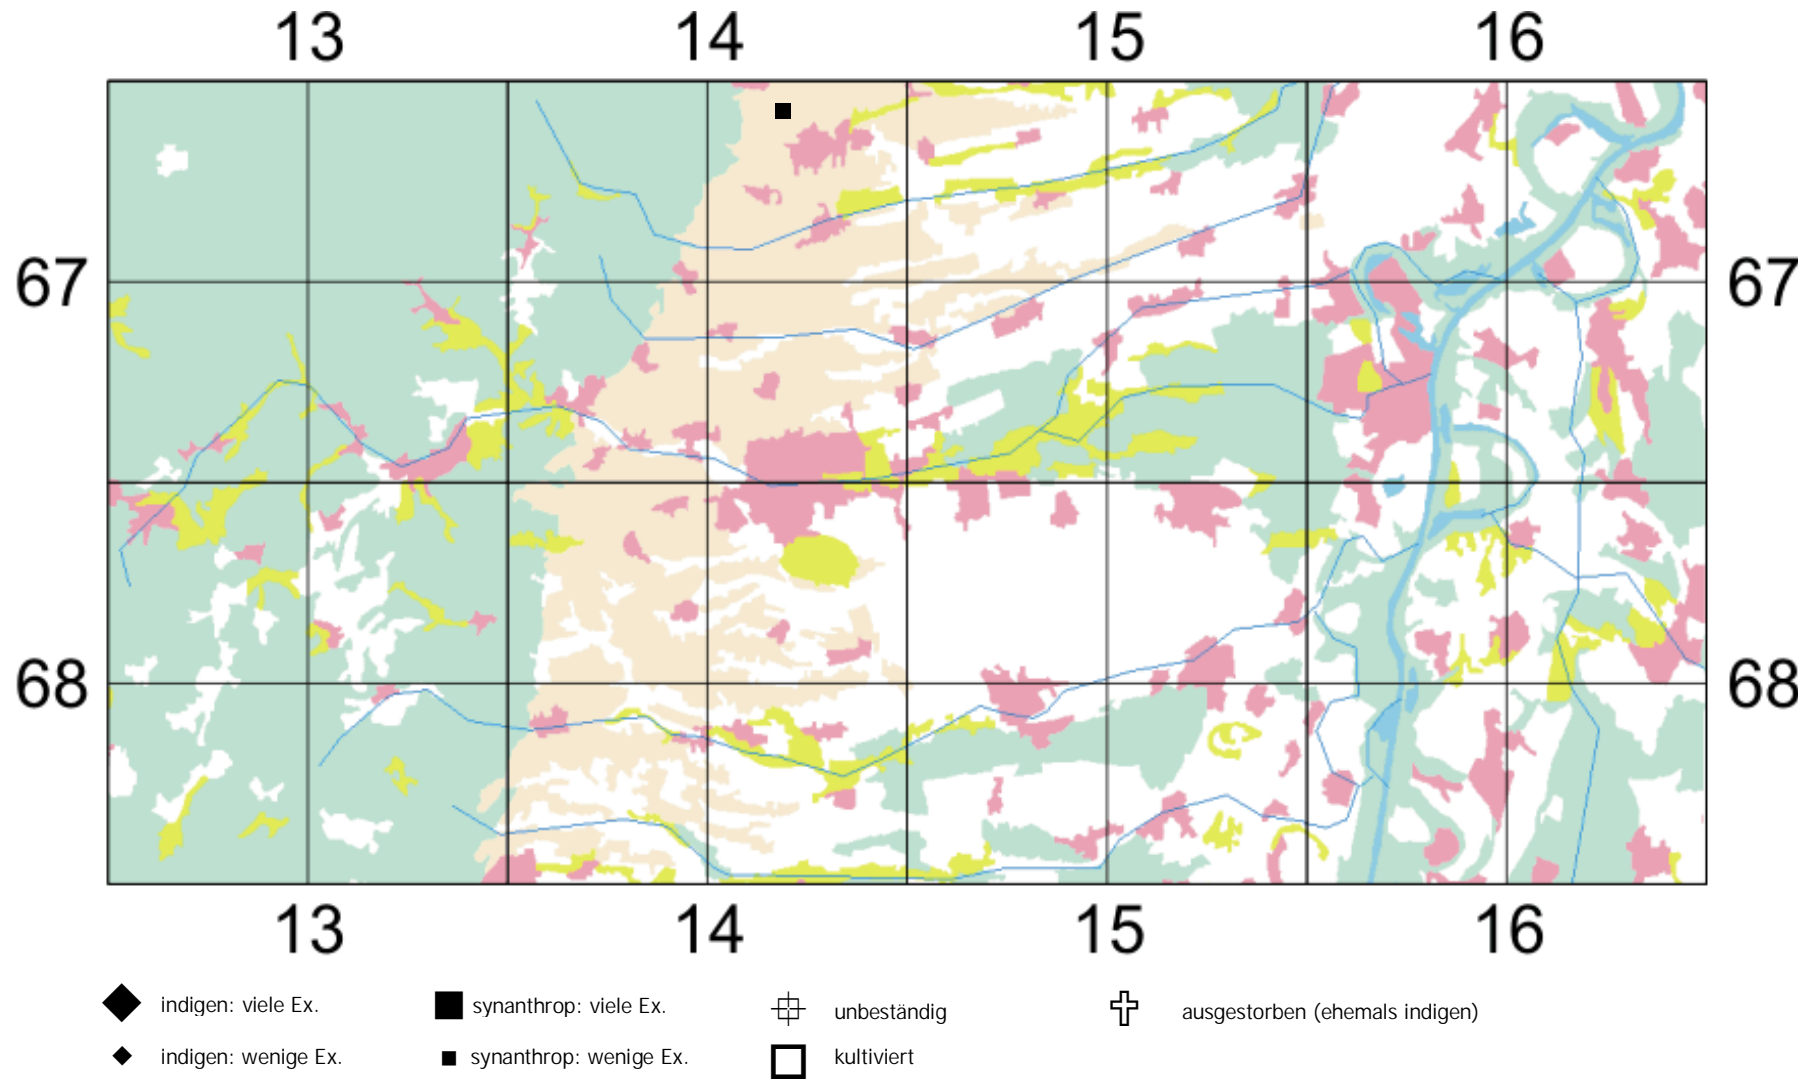 13 14 15 16
67 67
68 68
13 14 15 16
indigen: viele Ex. synanthrop: viele Ex. unbeständig ausgestorben (ehemals indigen)
indigen: wenige Ex. synanthrop: wenige Ex. kultiviert